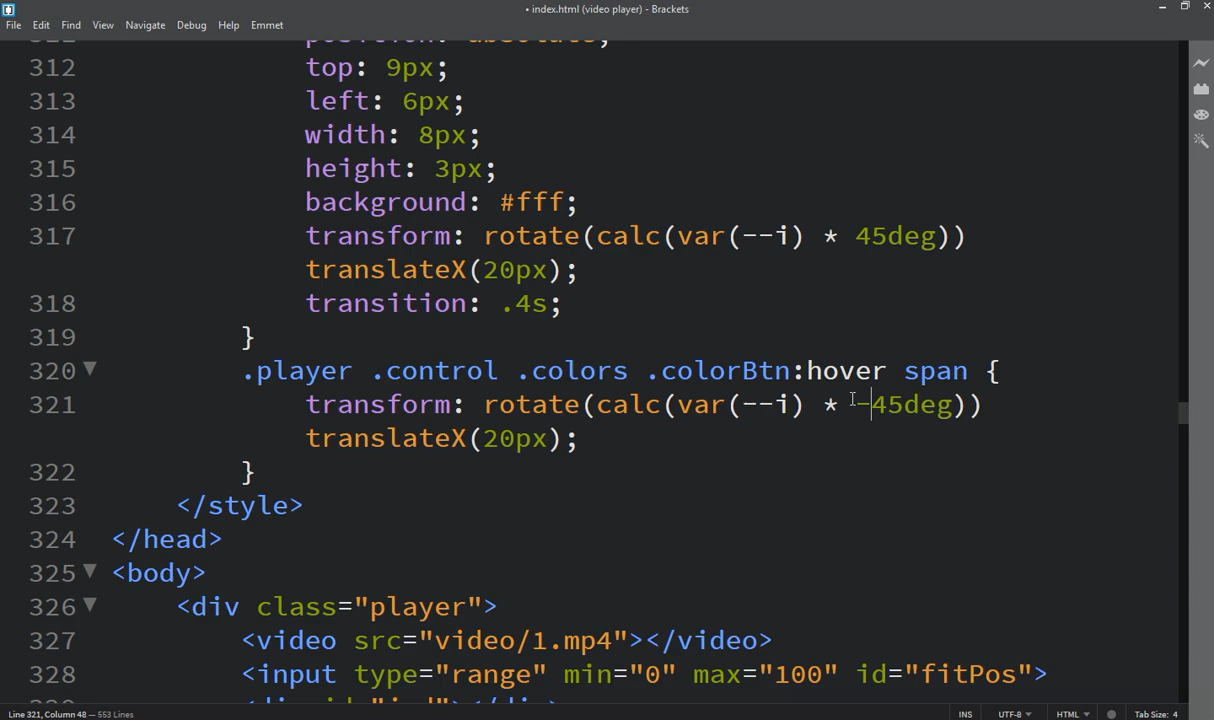 • index.html (video player) - Brackets
File Edit Find View Navigate Debug Help Emmet
312 top: 9px;
313 left: 6px;
314 width: 8px;
315 height: 3px;
316 background: #fff;
317 transform: rotate(calc(var(--i) * 45deg))
translateX(20px);
318 transition: .4s;
319 }
320 .player .control .colors .colorBtn:hover span {
321 transform: rotate(calc(var(--i) * -45deg))
translateX(20px);
322 }
323 </style>
324 </head>
325 <body>
326 <div class="player">
327 <video src="video/1.mp4"></video>
328 <input type="range" min="0" max="100" id="fitPos">
Line 321, Column 48 — 553 Lines INS UTF-8 HTML Tab Size: 4